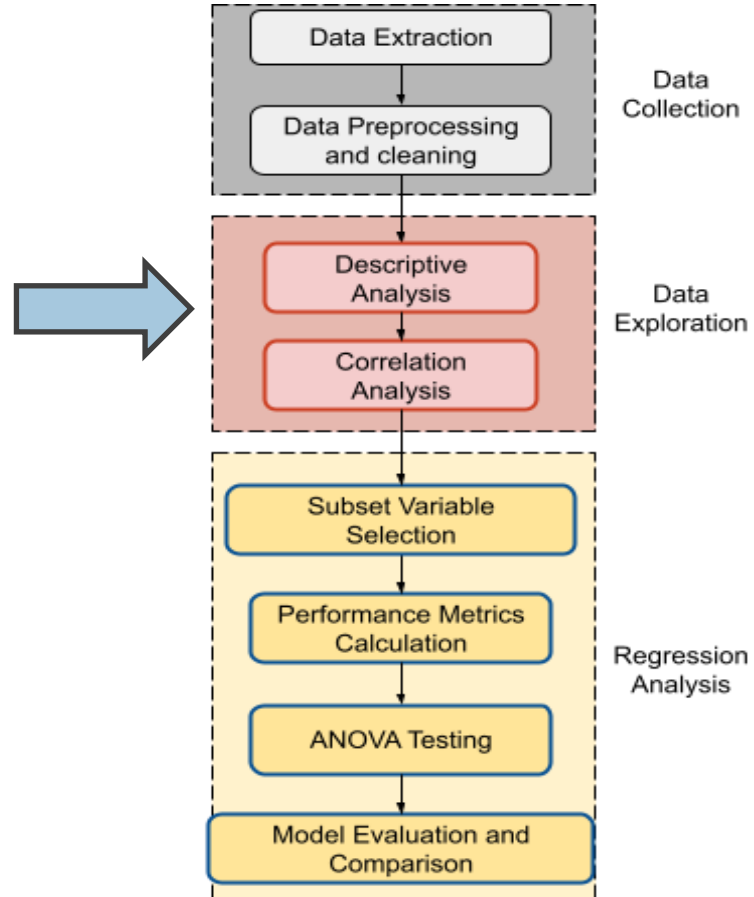 Data Extraction
Data Preprocessing
and cleaning
Data
Collection
Descriptive
Analysis
Correlation
Analysis
Data
Exploration
Subset Variable
Selection
Performance Metrics
Calculation
ANOVA Testing
Model Evaluation and
Comparison
Regression
Analysis